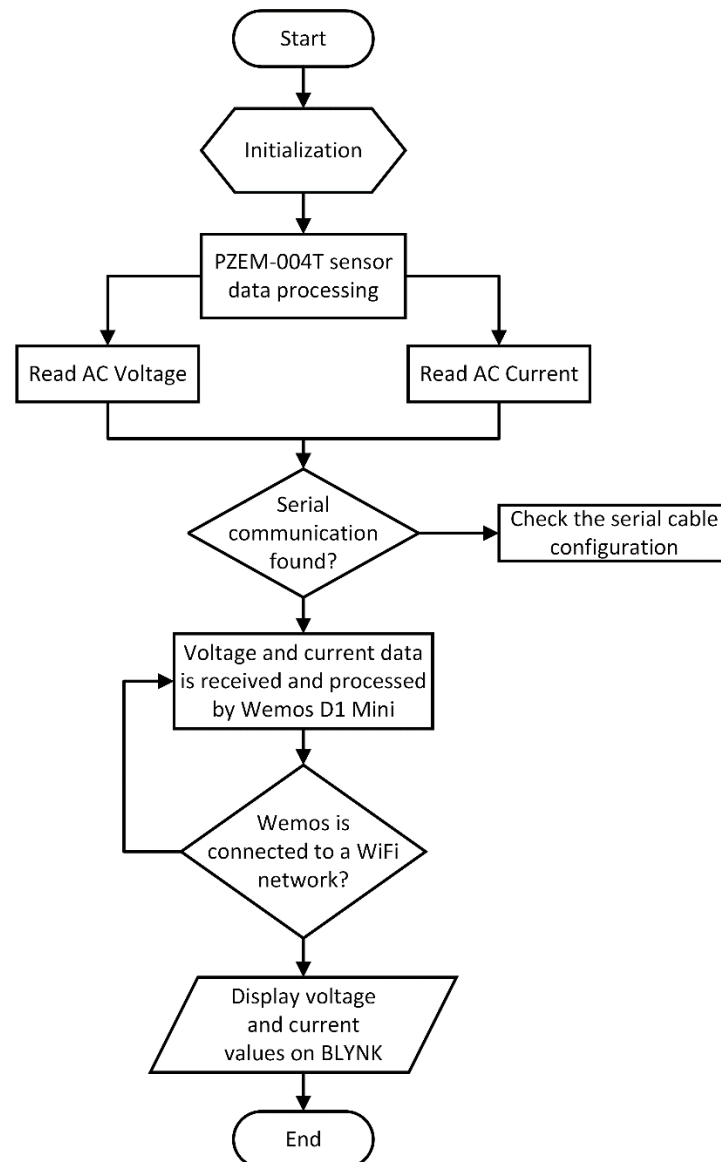 Start
Initialization
PZEM-004T sensor
data processing
Read AC Voltage
Read AC Current
Serial
communication
found?
Check the serial cable
configuration
Voltage and current data
is received and processed
by Wemos D1 Mini
Wemos is
connected to a WiFi
network?
Display voltage
and current
values on BLYNK
End